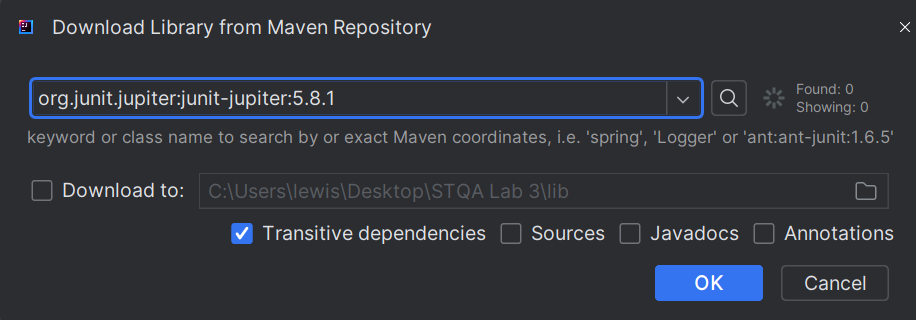 Download Library from Maven Repository
org.junit.jupiter:junit-jupiter:5.8.1
Found: 0
Showing: 0
keyword or class name to search by or exact Maven coordinates, i.e. 'spring', 'Logger' or 'ant:ant-junit:1.6.5'
Download to: C:\Users\lewis\Desktop\STQA Lab 3\lib
Transitive dependencies Sources Javadocs Annotations
OK Cancel